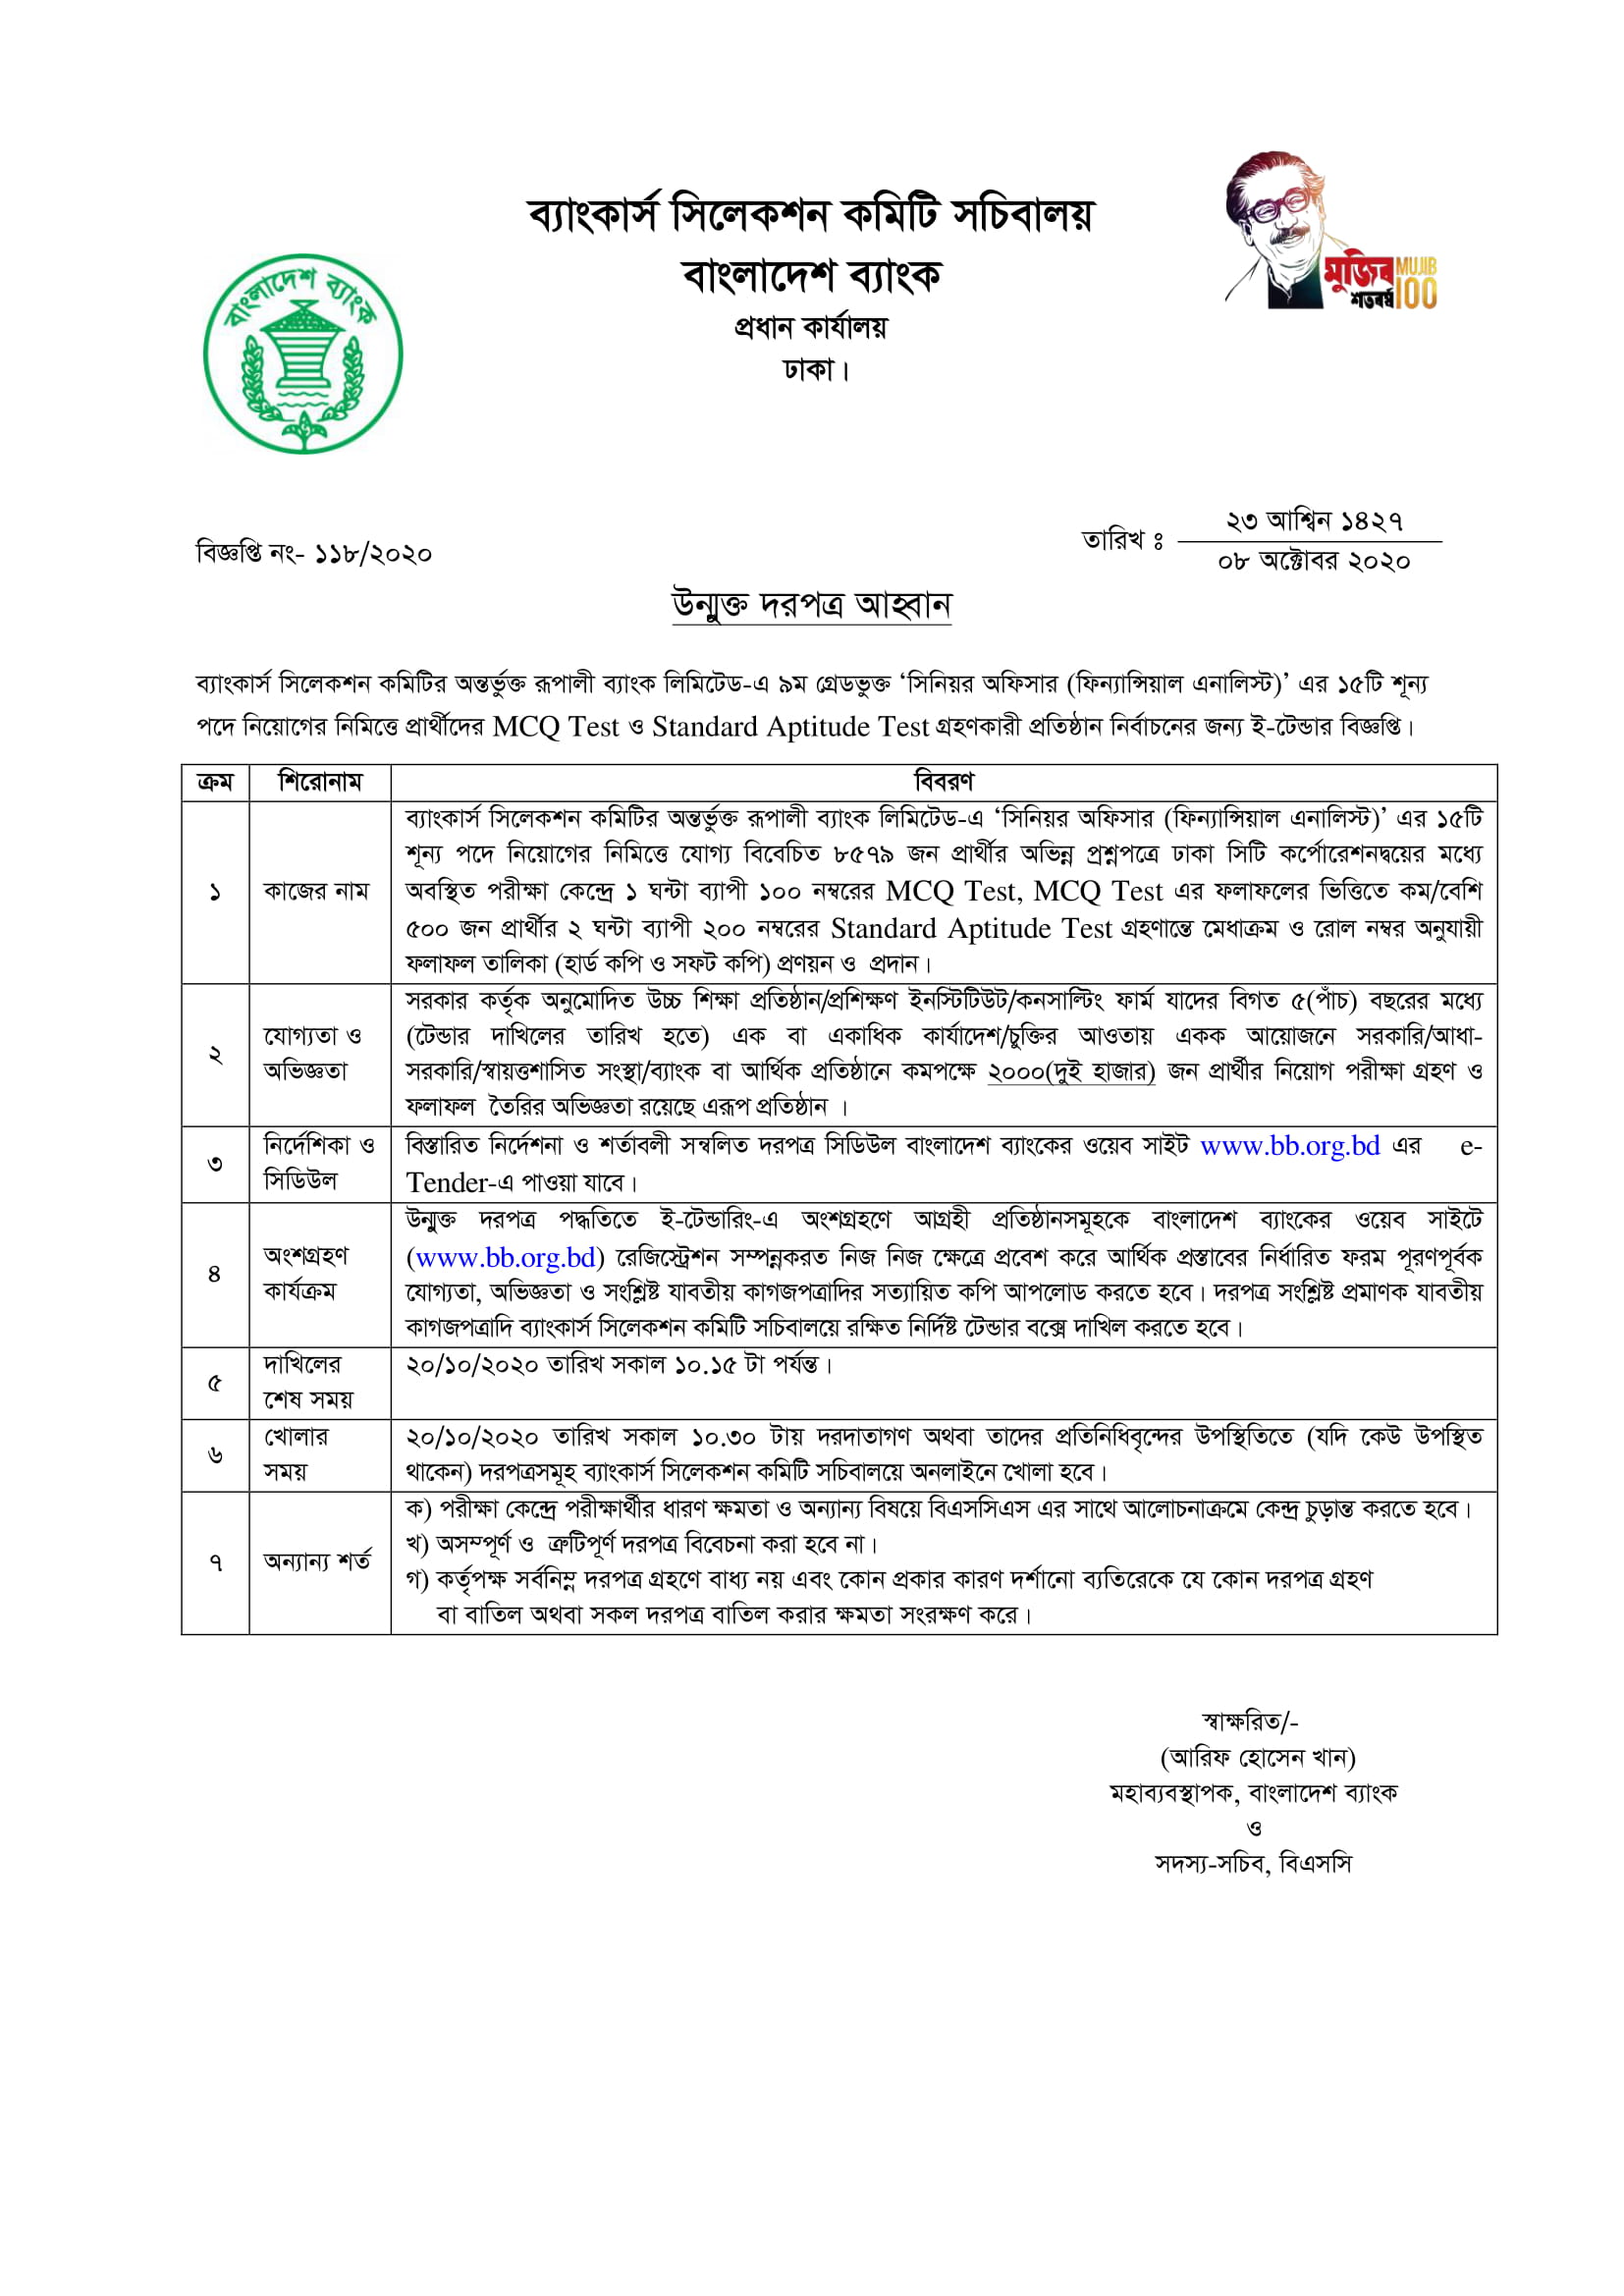 ব্যাংকার্স সিলেকশন কমিটি সচিবালয়
বাংলাদেশ ব্যাংক
প্রধান কার্যালয়
ঢাকা।
বাংলাদেশ ব্যাংক
মুজিব
শতবর্ষ
MUJIB
100
বিজ্ঞপ্তি নং- ১১৮/২০২০
তারিখ ঃ
২৩ আশ্বিন ১৪২৭
০৮ অক্টোবর ২০২০
উন্মুক্ত দরপত্র আহ্বান
ব্যাংকার্স সিলেকশন কমিটির অন্তর্ভুক্ত রূপালী ব্যাংক লিমিটেড-এ ৯ম গ্রেডভুক্ত ‘সিনিয়র অফিসার (ফিন্যান্সিয়াল এনালিস্ট)’ এর ১৫টি শূন্য
পদে নিয়োগের নিমিত্তে প্রার্থীদের MCQ Test ও Standard Aptitude Test গ্রহণকারী প্রতিষ্ঠান নির্বাচনের জন্য ই-টেন্ডার বিজ্ঞপ্তি।
ক্রম শিরোনাম বিবরণ
১ কাজের নাম
ব্যাংকার্স সিলেকশন কমিটির অন্তর্ভুক্ত রূপালী ব্যাংক লিমিটেড-এ ‘সিনিয়র অফিসার (ফিন্যান্সিয়াল এনালিস্ট)’ এর ১৫টি
শূন্য পদে নিয়োগের নিমিত্তে যোগ্য বিবেচিত ৮৫৭৯ জন প্রার্থীর অভিন্ন প্রশ্নপত্রে ঢাকা সিটি কর্পোরেশনদ্বয়ের মধ্যে
অবস্থিত পরীক্ষা কেন্দ্রে ১ ঘন্টা ব্যাপী ১০০ নম্বরের MCQ Test, MCQ Test এর ফলাফলের ভিত্তিতে কম/বেশি
৫০০ জন প্রার্থীর ২ ঘন্টা ব্যাপী ২০০ নম্বরের Standard Aptitude Test গ্রহণান্তে মেধাক্রম ও রোল নম্বর অনুযায়ী
ফলাফল তালিকা (হার্ড কপি ও সফট কপি) প্রণয়ন ও প্রদান।
২ যোগ্যতা ও
অভিজ্ঞতা
সরকার কর্তৃক অনুমোদিত উচ্চ শিক্ষা প্রতিষ্ঠান/প্রশিক্ষণ ইনস্টিটিউট/কনসাল্টিং ফার্ম যাদের বিগত ৫(পাঁচ) বছরের মধ্যে
(টেন্ডার দাখিলের তারিখ হতে) এক বা একাধিক কার্যাদেশ/চুক্তির আওতায় একক আয়োজনে সরকারি/আধা-
সরকারি/স্বায়ত্তশাসিত সংস্থা/ব্যাংক বা আর্থিক প্রতিষ্ঠানে কমপক্ষে ২০০০(দুই হাজার) জন প্রার্থীর নিয়োগ পরীক্ষা গ্রহণ ও
ফলাফল তৈরির অভিজ্ঞতা রয়েছে এরূপ প্রতিষ্ঠান ।
৩ নির্দেশিকা ও
সিডিউল
বিস্তারিত নির্দেশনা ও শর্তাবলী সম্বলিত দরপত্র সিডিউল বাংলাদেশ ব্যাংকের ওয়েব সাইট www.bb.org.bd এর e-
Tender-এ পাওয়া যাবে।
৪ অংশগ্রহণ
কার্যক্রম
উন্মুক্ত দরপত্র পদ্ধতিতে ই-টেন্ডারিং-এ অংশগ্রহণে আগ্রহী প্রতিষ্ঠানসমূহকে বাংলাদেশ ব্যাংকের ওয়েব সাইটে
(www.bb.org.bd) রেজিস্ট্রেশন সম্পন্নকরত নিজ নিজ ক্ষেত্রে প্রবেশ করে আর্থিক প্রস্তাবের নির্ধারিত ফরম পূরণপূর্বক
যোগ্যতা, অভিজ্ঞতা ও সংশ্লিষ্ট যাবতীয় কাগজপত্রাদির সত্যায়িত কপি আপলোড করতে হবে। দরপত্র সংশ্লিষ্ট প্রমাণক যাবতীয়
কাগজপত্রাদি ব্যাংকার্স সিলেকশন কমিটি সচিবালয়ে রক্ষিত নির্দিষ্ট টেন্ডার বক্সে দাখিল করতে হবে।
৫ দাখিলের
শেষ সময়
২০/১০/২০২০ তারিখ সকাল ১০.১৫ টা পর্যন্ত।
৬ খোলার
সময়
২০/১০/২০২০ তারিখ সকাল ১০.৩০ টায় দরদাতাগণ অথবা তাদের প্রতিনিধিবৃন্দের উপস্থিতিতে (যদি কেউ উপস্থিত
থাকেন) দরপত্রসমূহ ব্যাংকার্স সিলেকশন কমিটি সচিবালয়ে অনলাইনে খোলা হবে।
৭ অন্যান্য শর্ত
ক) পরীক্ষা কেন্দ্রে পরীক্ষার্থীর ধারণ ক্ষমতা ও অন্যান্য বিষয়ে বিএসসিএস এর সাথে আলোচনাক্রমে কেন্দ্র চুড়ান্ত করতে হবে।
খ) অসম্পূর্ণ ও ত্রুটিপূর্ণ দরপত্র বিবেচনা করা হবে না।
গ) কর্তৃপক্ষ সর্বনিম্ন দরপত্র গ্রহণে বাধ্য নয় এবং কোন প্রকার কারণ দর্শানো ব্যতিরেকে যে কোন দরপত্র গ্রহণ
বা বাতিল অথবা সকল দরপত্র বাতিল করার ক্ষমতা সংরক্ষণ করে।
স্বাক্ষরিত/-
(আরিফ হোসেন খান)
মহাব্যবস্থাপক, বাংলাদেশ ব্যাংক
ও
সদস্য-সচিব, বিএসসি